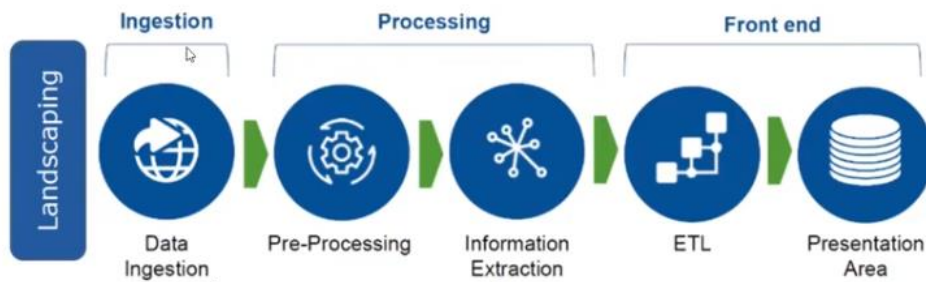 Ingestion
Processing
Front end
Landscaping
Data
Ingestion
Pre-Processing
Information
Extraction
ETL
Presentation
Area